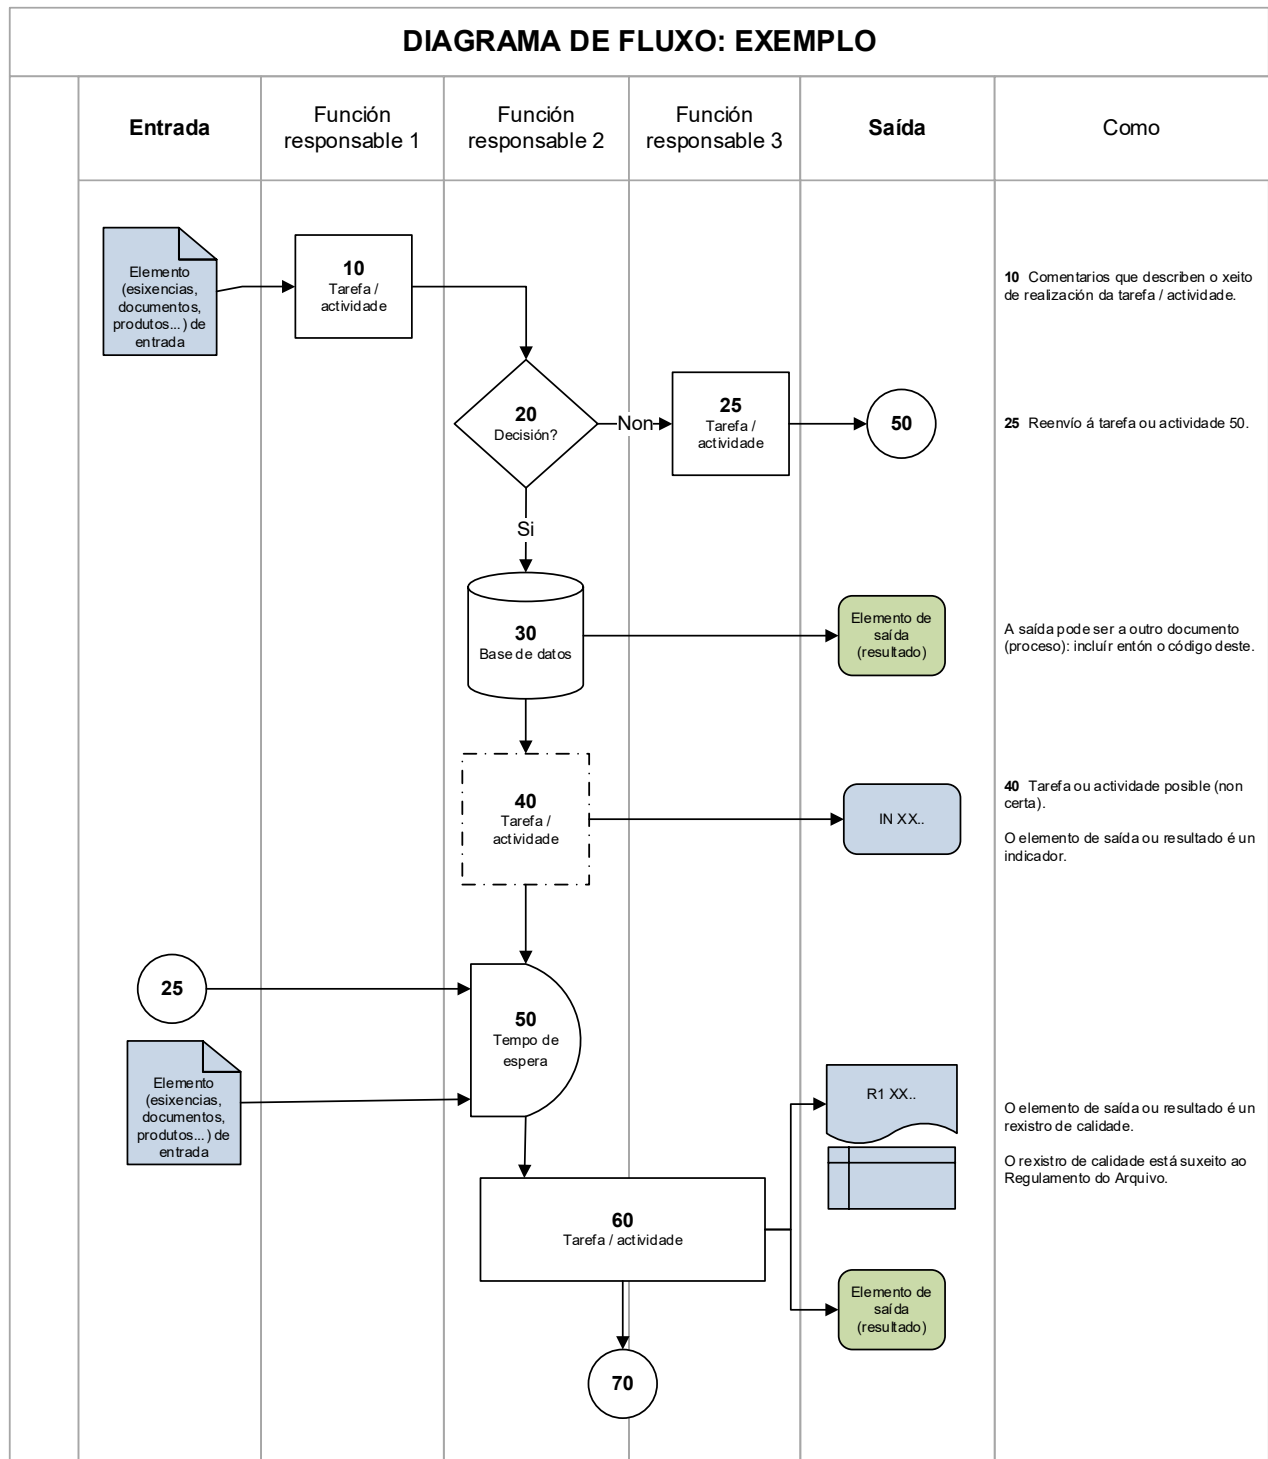 DIAGRAMA DE FLUXO: EXEMPLO
Entrada
Función
responsable 1
Función
responsable 2
Función
responsable 3
Saída
Como
Elemento
(esixencias,
documentos,
produtos...) de
entrada
10
Tarefa /
actividade
10 Comentarios que describen o xeito
de realización da tarefa / actividade.
20
Decisión?
Non
25
Tarefa /
actividade
50
25 Reenvío á tarefa ou actividade 50.
Si
30
Base de datos
Elemento de
saída
(resultado)
A saída pode ser a outro documento
(proceso): incluír entón o código deste.
40
Tarefa /
actividade
IN XX..
40 Tarefa ou actividade posible (non
certa).
O elemento de saída ou resultado é un
indicador.
25
50
Tempo de
espera
Elemento
(esixencias,
documentos,
produtos...) de
entrada
R1 XX..
O elemento de saída ou resultado é un
rexistro de calidade.
O rexistro de calidade está suxeito ao
Regulamento do Arquivo.
60
Tarefa / actividade
Elemento de
saída
(resultado)
70